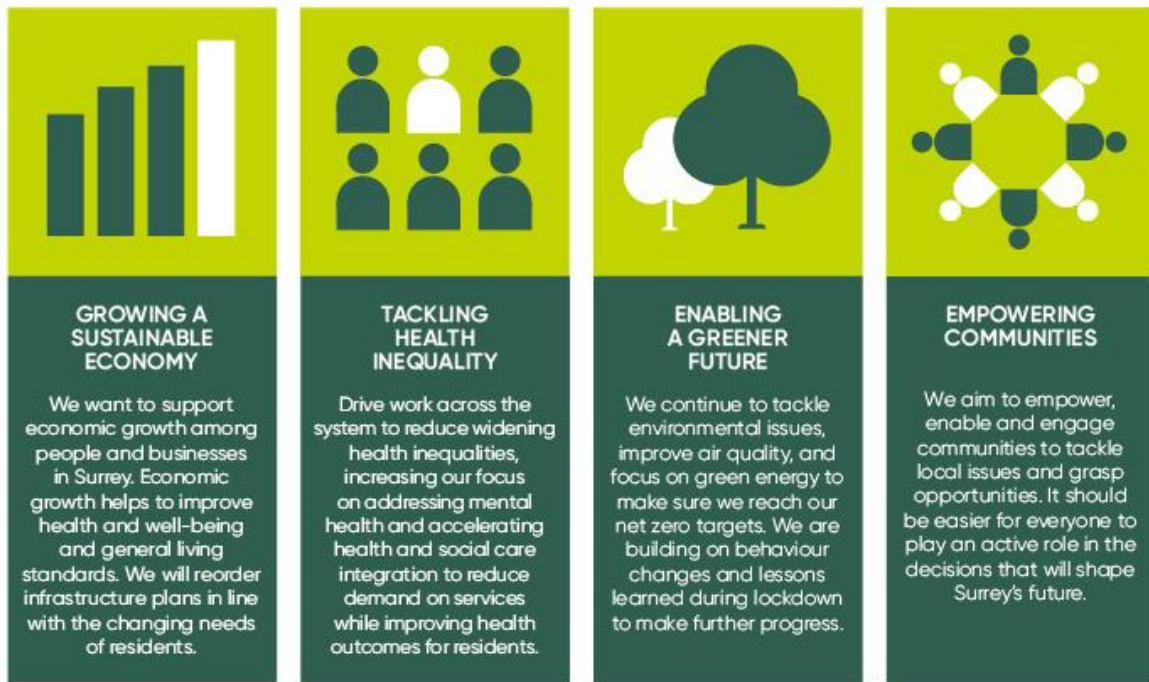 GROWING A
SUSTAINABLE
ECONOMY
We want to support
economic growth among
people and businesses
in Surrey. Economic
growth helps to improve
health and well-being
and general living
standards. We will reorder
infrastructure plans in line
with the changing needs
of residents.
TACKLING
HEALTH
INEQUALITY
Drive work across the
system to reduce widening
health inequalities,
increasing our focus
on addressing mental
health and accelerating
health and social care
integration to reduce
demand on services
while improving health
outcomes for residents.
ENABLING
A GREENER
FUTURE
We continue to tackle
environmental issues,
improve air quality, and
focus on green energy to
make sure we reach our
net zero targets. We are
building on behaviour
changes and lessons
learned during lockdown
to make further progress.
EMPOWERING
COMMUNITIES
We aim to empower,
enable and engage
communities to tackle
local issues and grasp
opportunities. It should
be easier for everyone to
play an active role in the
decisions that will shape
Surrey's future.